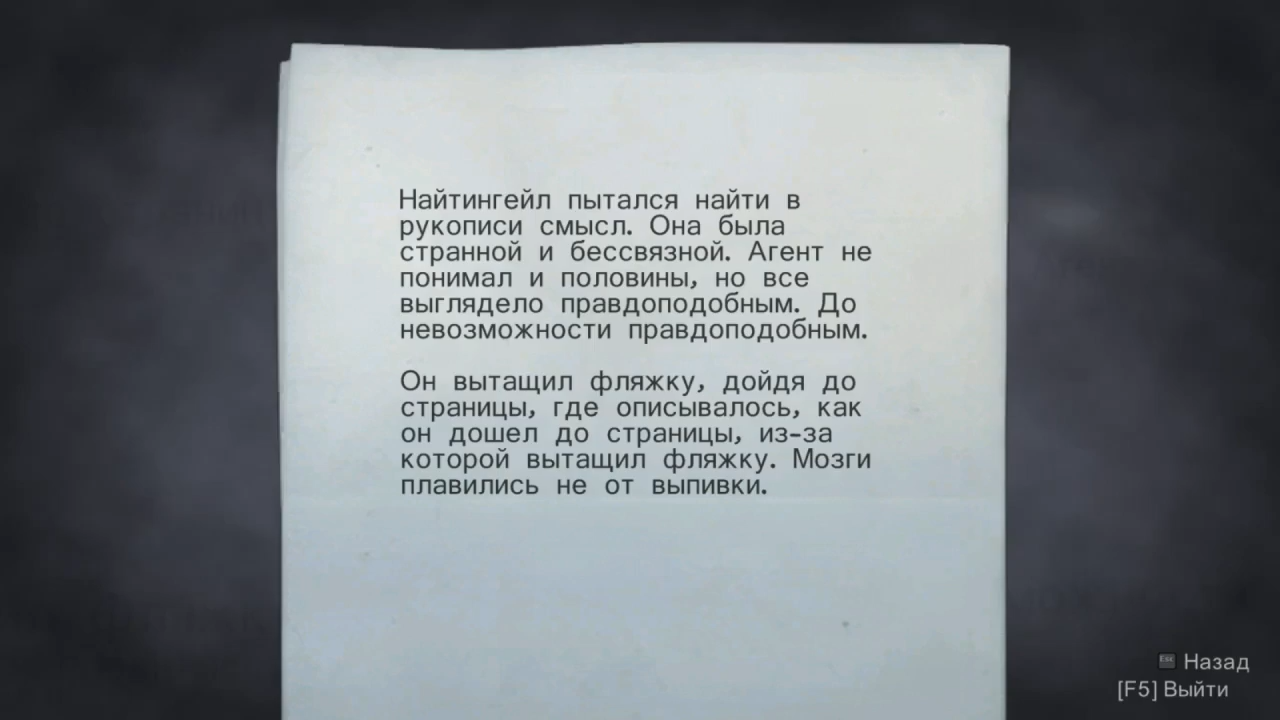 Найтингейл пытался найти в
рукописи смысл. Она была
странной и бессвязной. Агент не
понимал и половины, но все
выглядело правдоподобным. До
невозможности правдоподобным.
Он вытащил фляжку, дойдя до
страницы, где описывалось, как
он дошел до страницы, из-за
которой вытащил фляжку. Мозги
плавились не от выпивки.
Esc Назад
[F5] Выйти